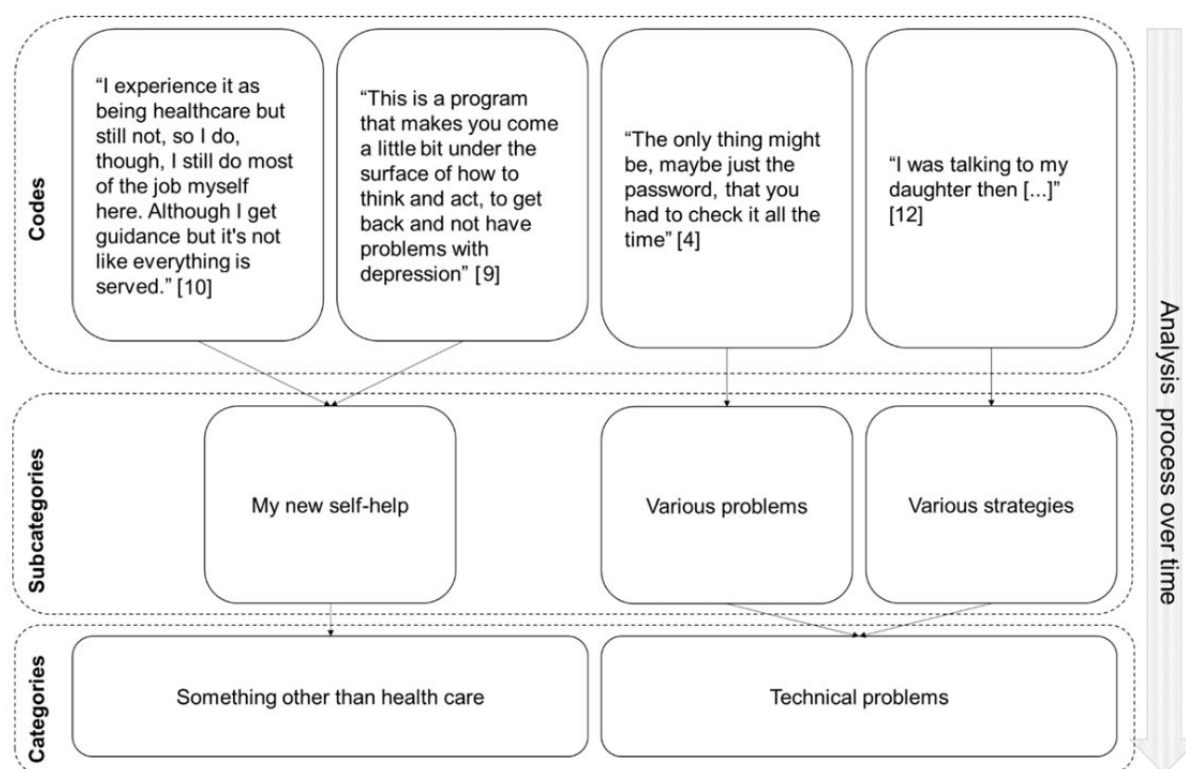 Codes
“I experience it as
being healthcare but
still not, so I do,
though, I still do most
of the job myself
here. Although I get
guidance but it's not
like everything is
served.” [10]
“This is a program
that makes you come
a little bit under the
surface of how to
think and act, to get
back and not have
problems with
depression” [9]
“The only thing might
be, maybe just the
password, that you
had to check it all the
time” [4]
“I was talking to my
daughter then [...]”
[12]
Subcategories
My new self-help
Various problems
Various strategies
Categories
Something other than health care
Technical problems
Analysis process over time